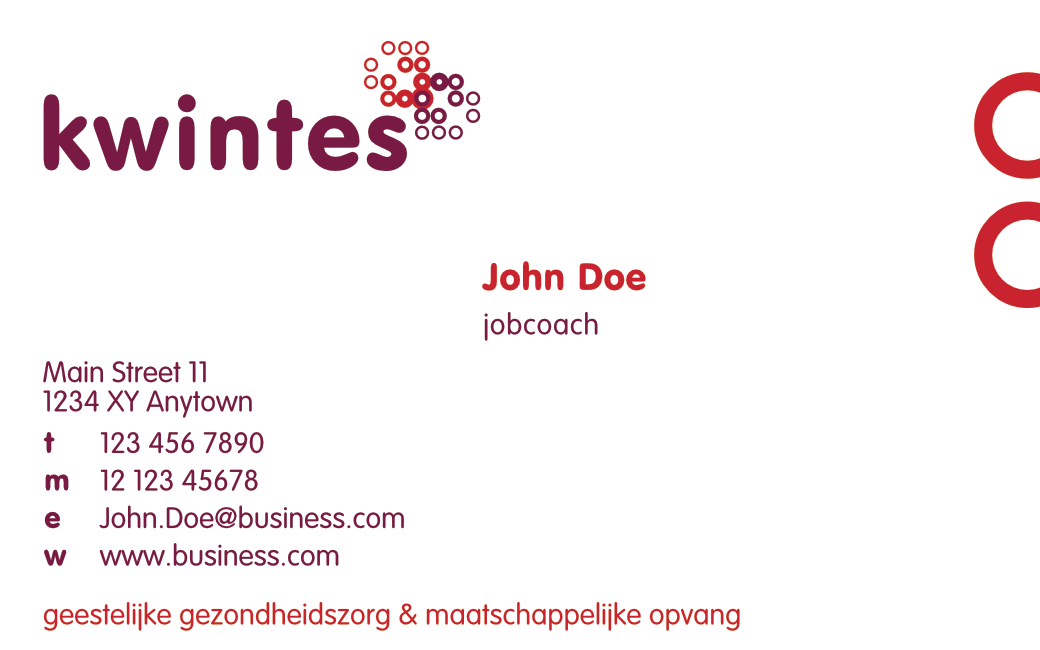 kwintes
John Doe
jobcoach
Main Street 11
1234 XY Anytown
t 123 456 7890
m 12 123 45678
e John.Doe@business.com
w www.business.com
geestelijke gezondheidszorg & maatschappelijke opvang